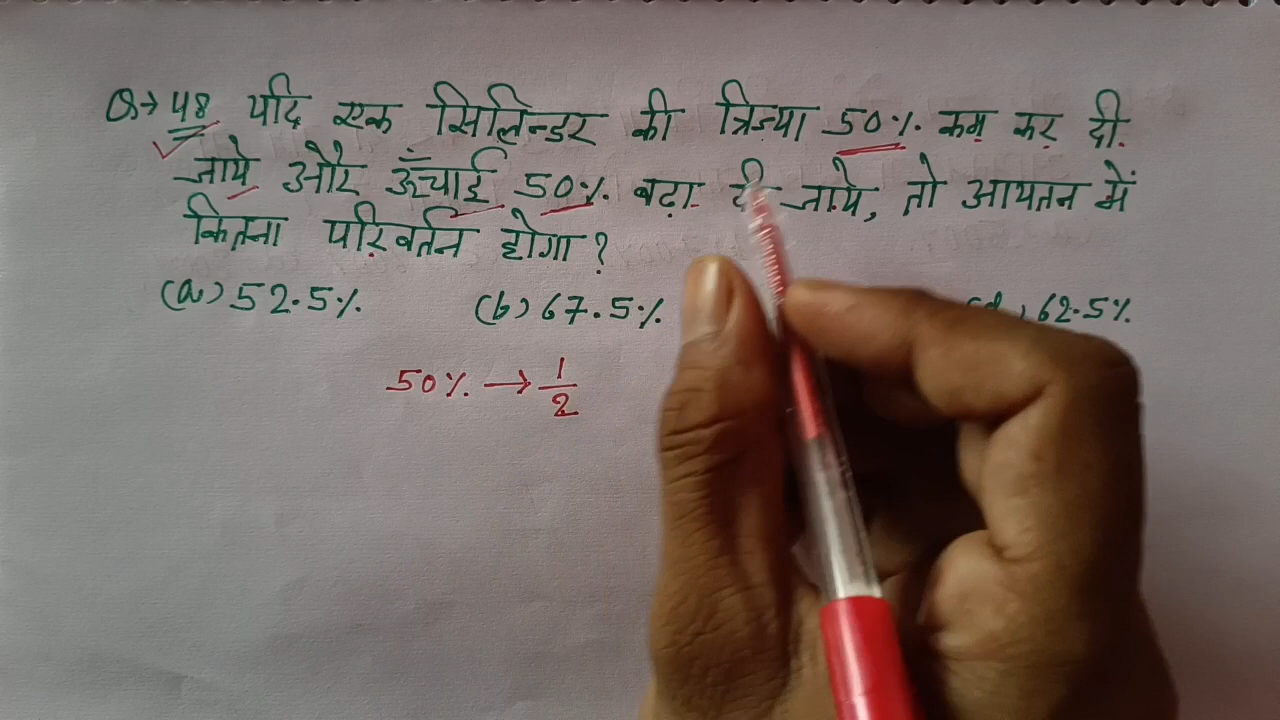 Q→48 यदि एक सिलिन्डर की त्रिज्या 50% कम कर दी
जाये और ऊँचाई 50% बढ़ा दी जाये, तो आयतन में
कितना परिवर्तन होगा?
(a) 52.5% (b) 67.5% 62.5%
50% → 1/2